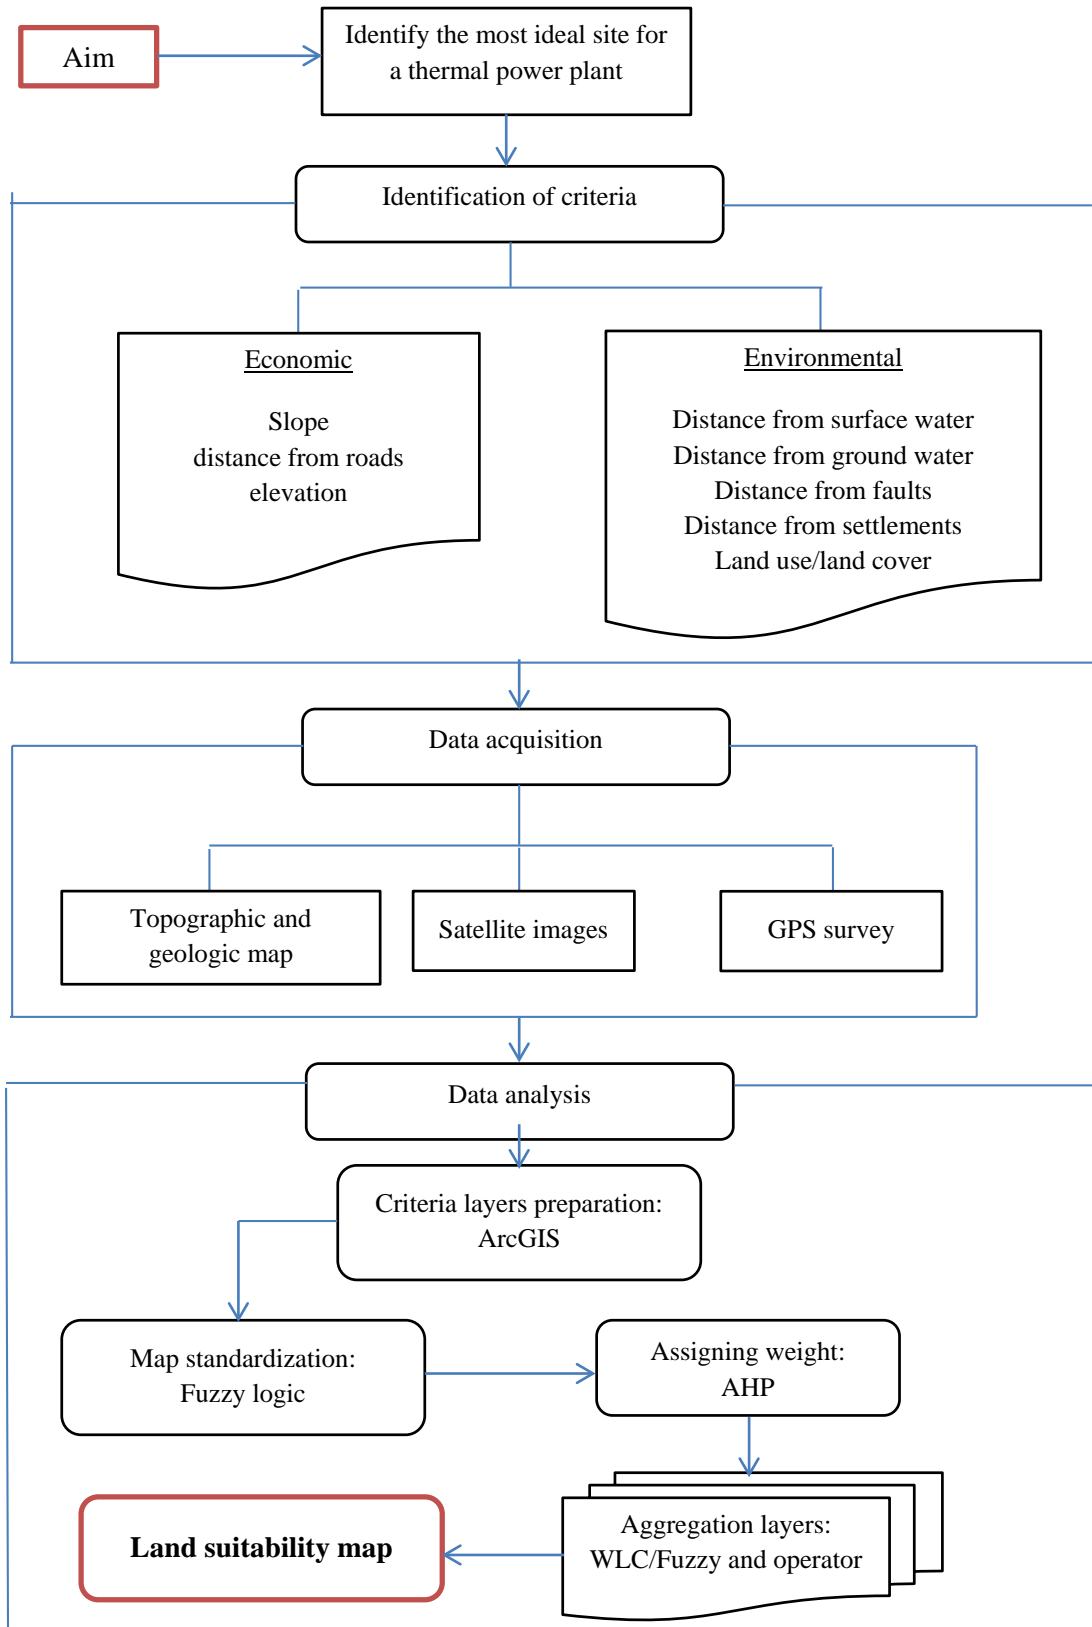 Aim
Identify the most ideal site for
a thermal power plant
Identification of criteria
Economic
Slope
distance from roads
elevation
Environmental
Distance from surface water
Distance from ground water
Distance from faults
Distance from settlements
Land use/land cover
Data acquisition
Topographic and
geologic map
Satellite images
GPS survey
Data analysis
Criteria layers preparation:
ArcGIS
Map standardization:
Fuzzy logic
Assigning weight:
AHP
Aggregation layers:
WLC/Fuzzy and operator
Land suitability map